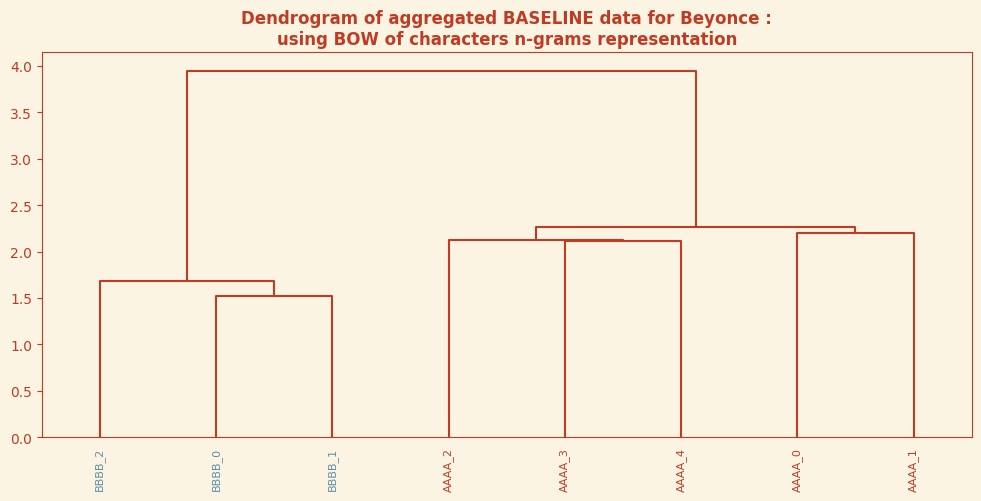 Dendrogram of aggregated BASELINE data for Beyonce :
using BOW of characters n-grams representation
4.0
3.5
3.0
2.5
2.0
1.5
1.0
0.5
0.0
BBBB_2
BBBB_0
BBBB_1
AAAA_2
AAAA_3
AAAA_4
AAAA_0
AAAA_1